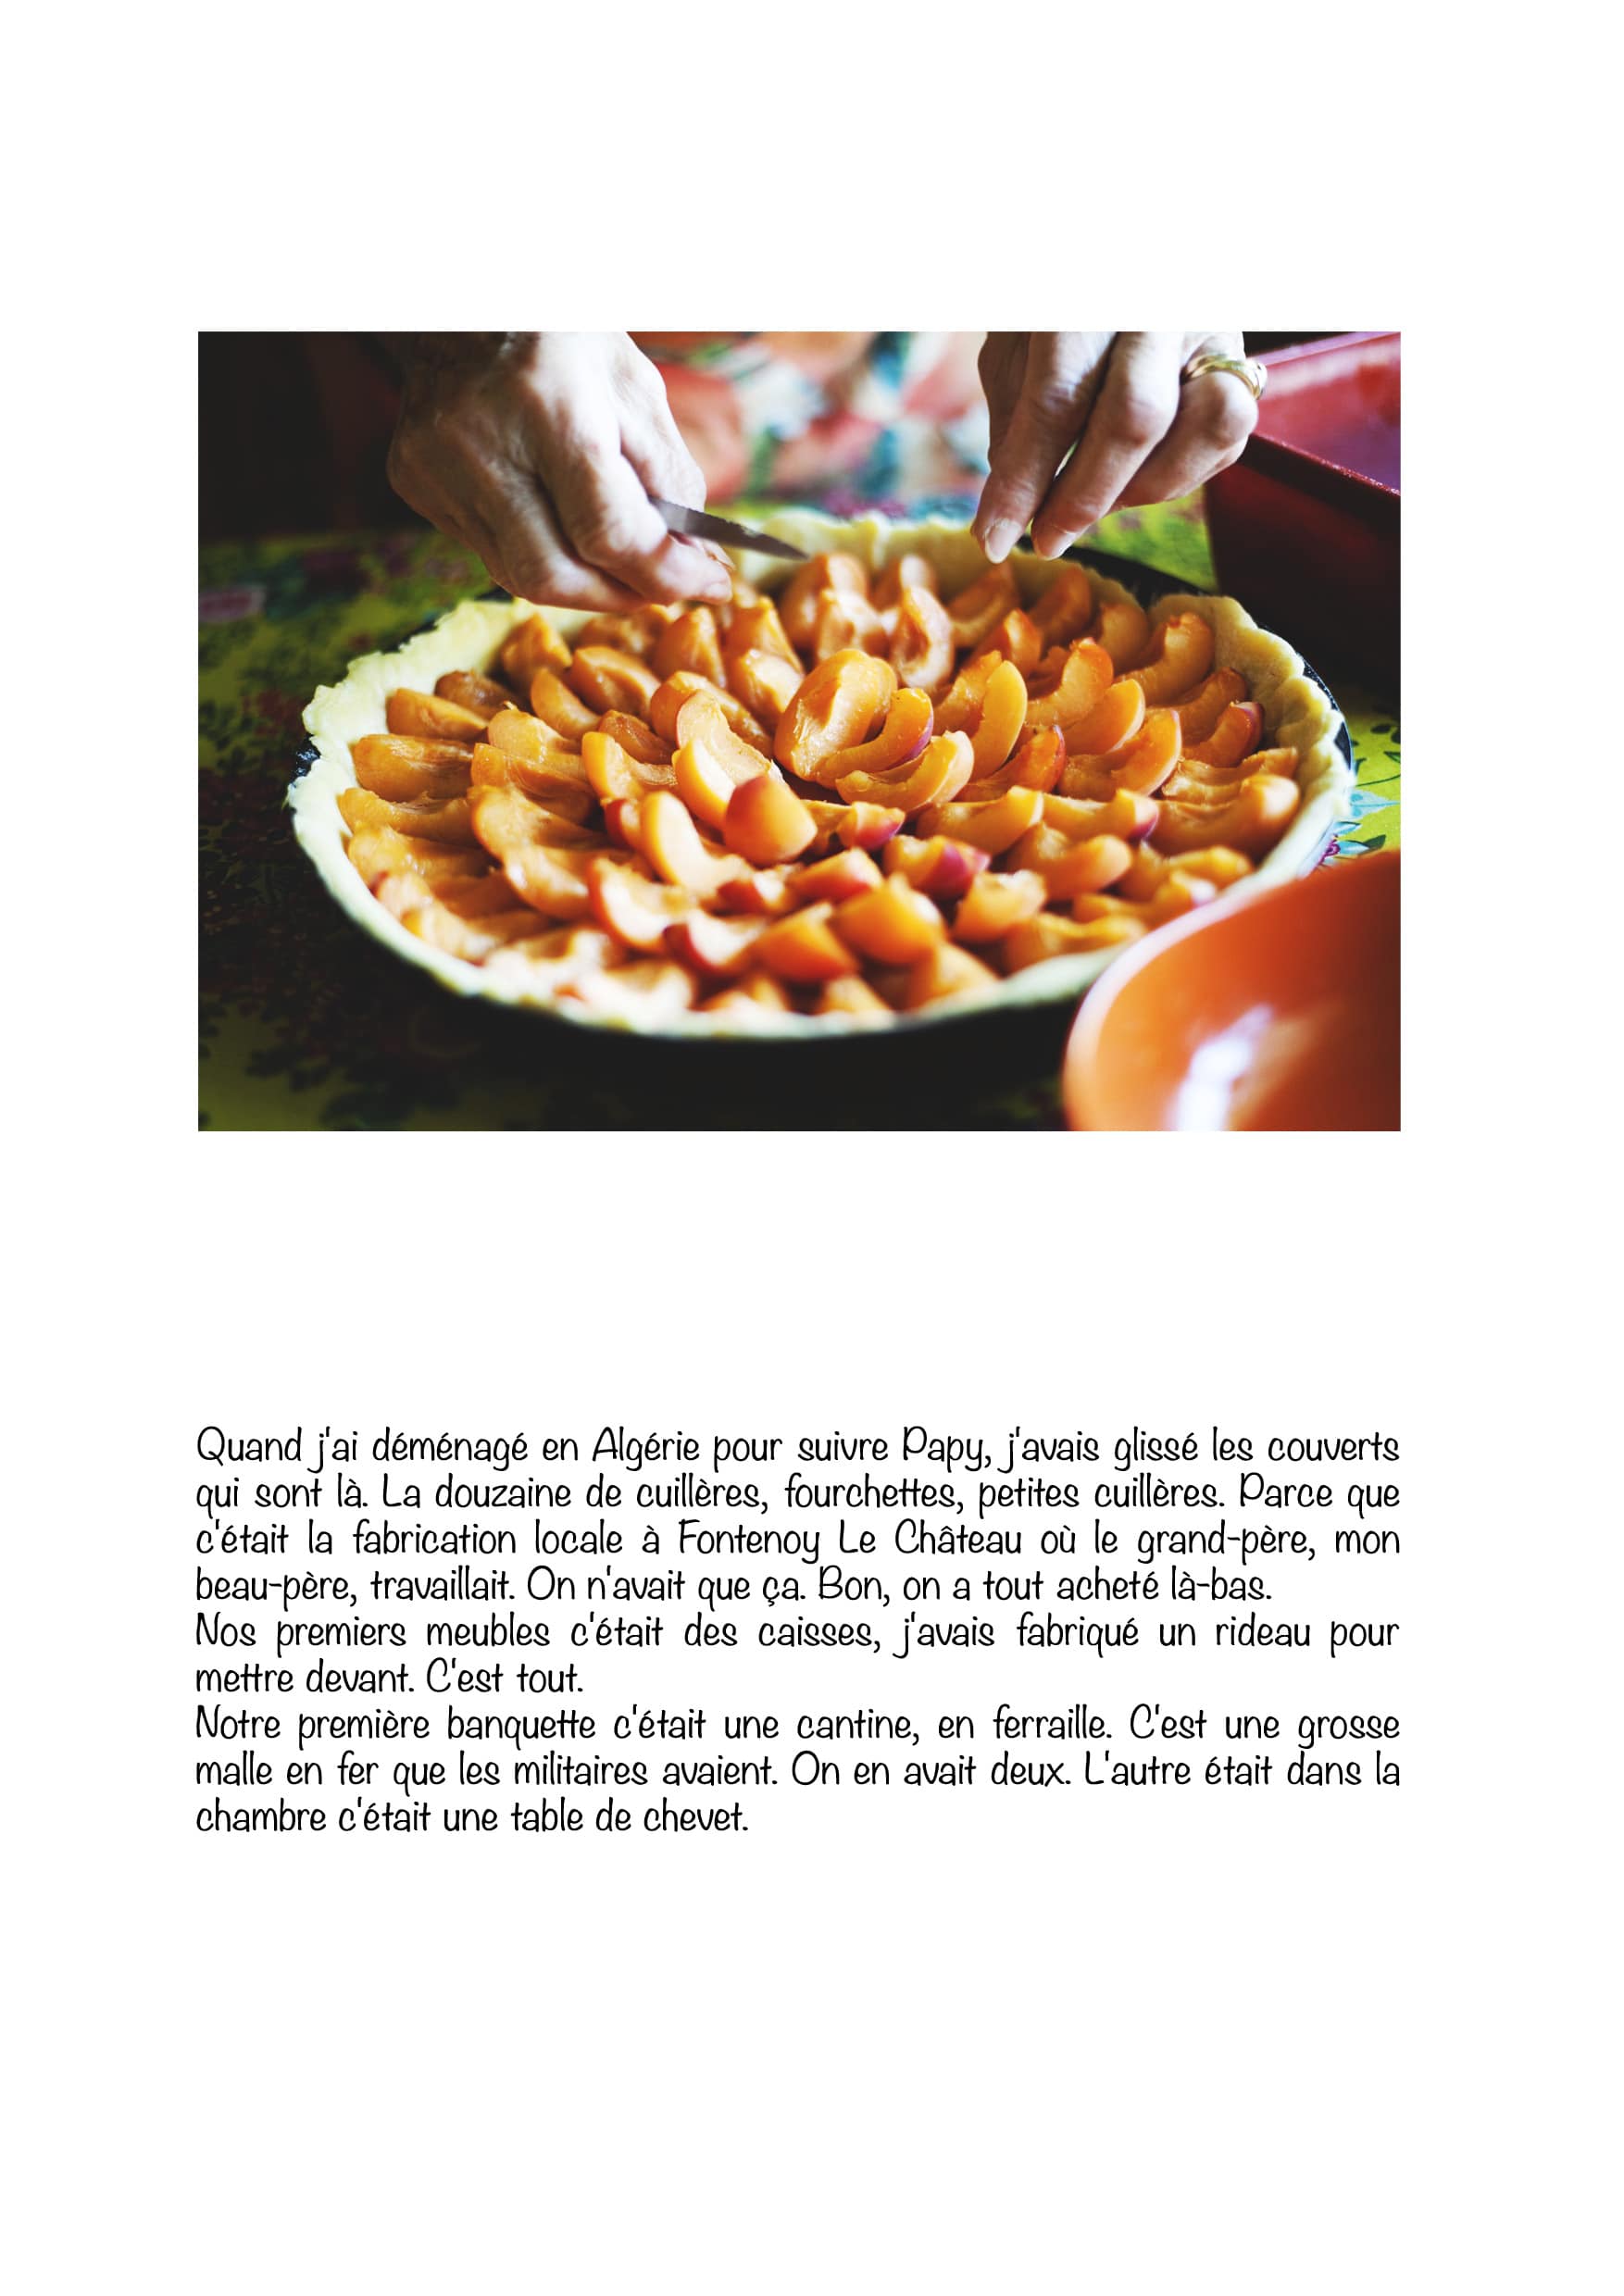 Quand j'ai déménagé en Algérie pour suivre Papy, j'avais glissé les couverts
qui sont là. La douzaine de cuillères, fourchettes, petites cuillères. Parce que
c'était la fabrication locale à Fontenoy Le Château où le grand-père, mon
beau-père, travaillait. On n'avait que ça. Bon, on a tout acheté là-bas.
Nos premiers meubles c'était des caisses, j'avais fabriqué un rideau pour
mettre devant. C'est tout.
Notre première banquette c'était une cantine, en ferraille. C'est une grosse
malle en fer que les militaires avaient. On en avait deux. L'autre était dans la
chambre c'était une table de chevet.